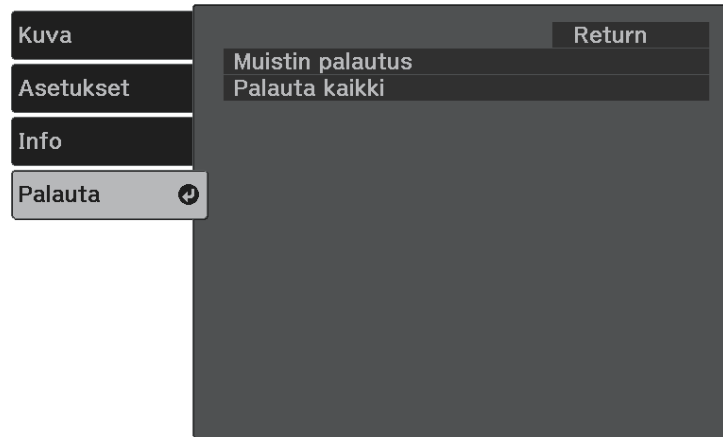 Kuva
Asetukset
Info
Palauta
Return
Muistin palautus
Palauta kaikki